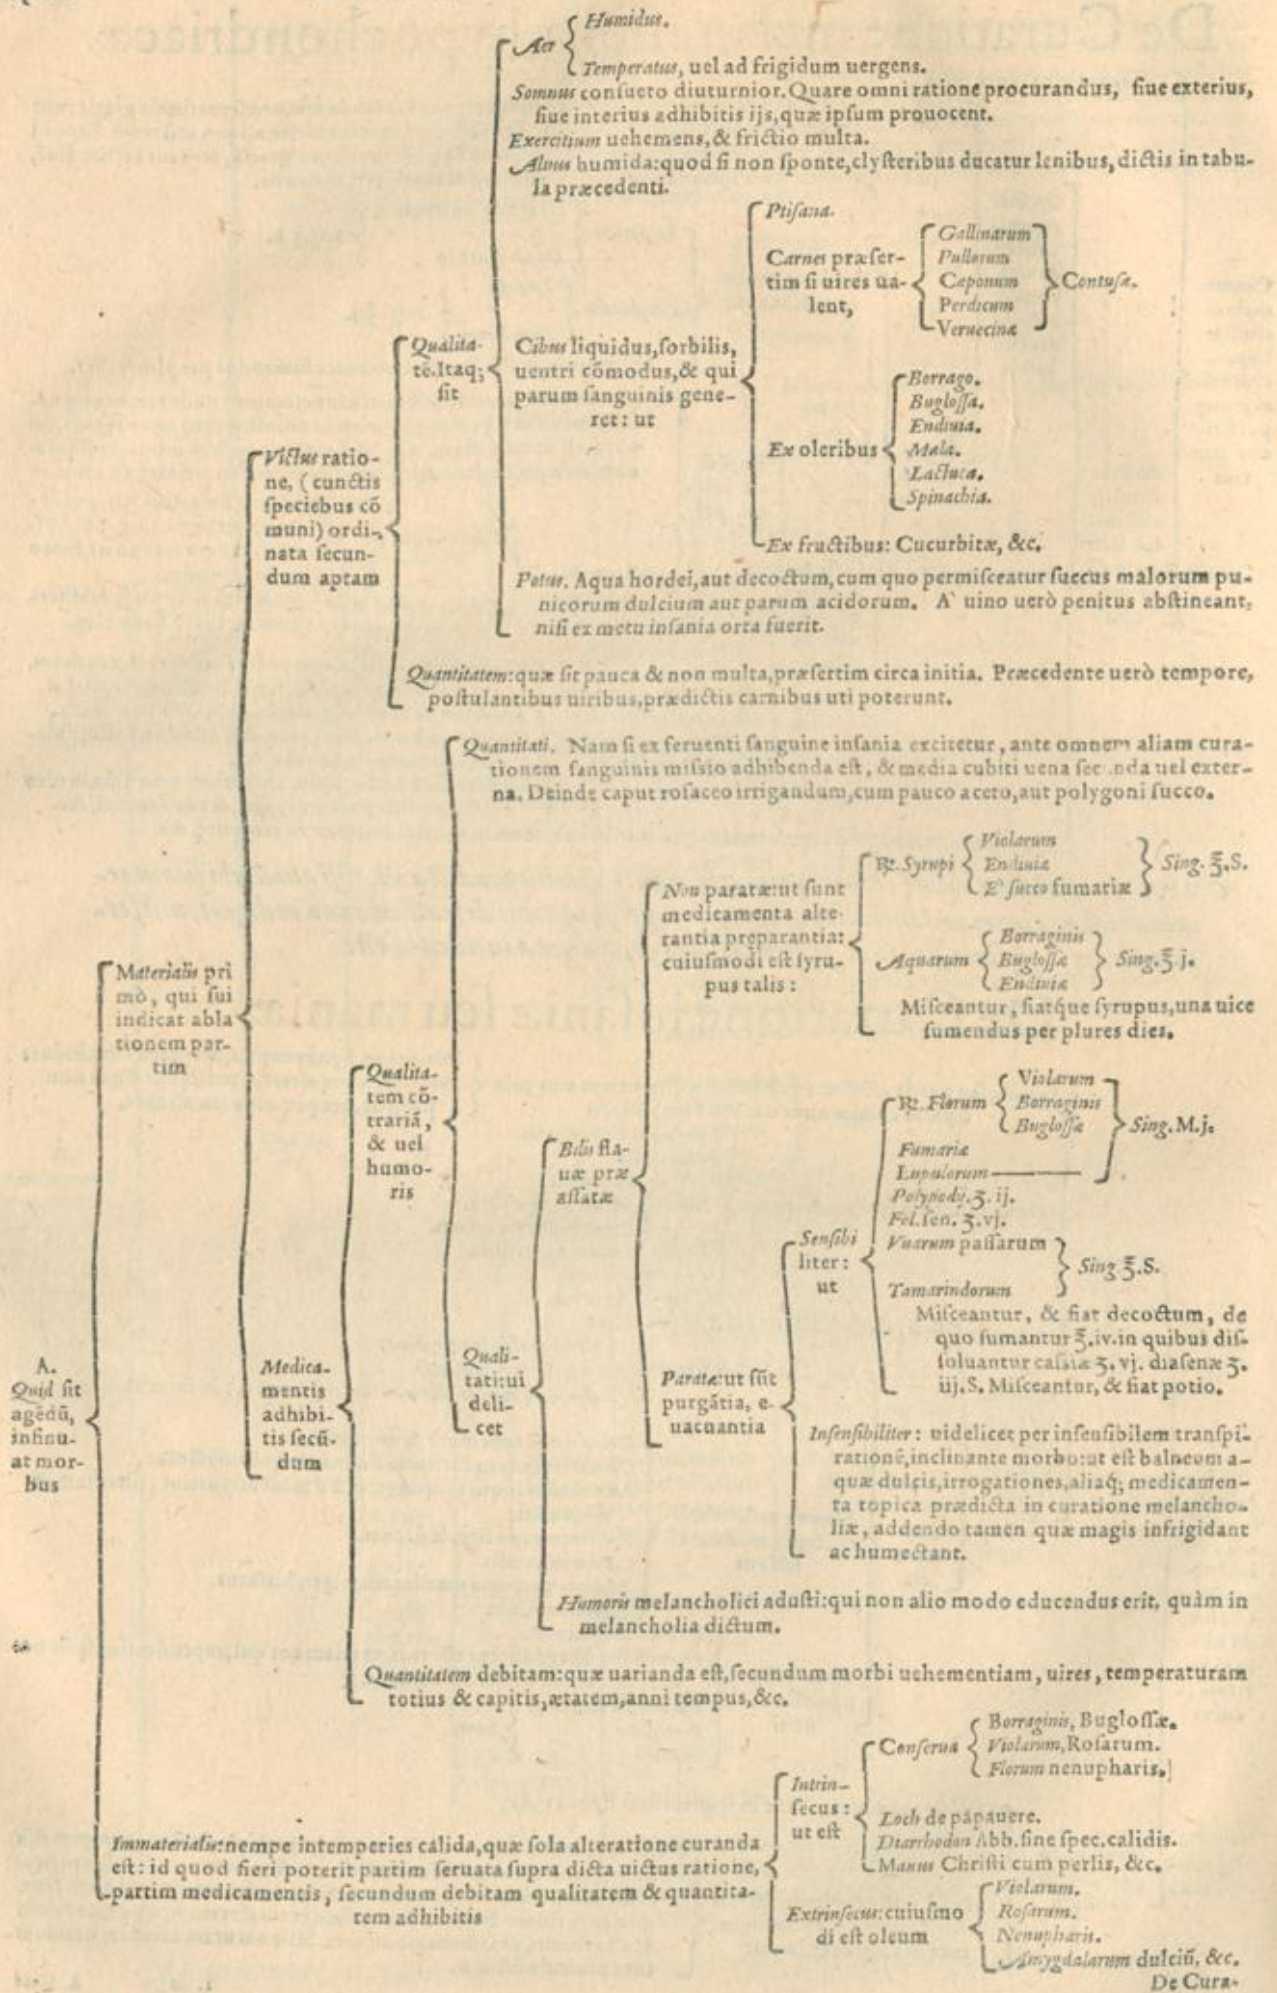 Aer
Humidus.
Temperatus, uel ad frigidum uergens.
Somnus consueto diuturnior. Quare omni ratione procurandus, siue exterius,
siue interius adhibitis ijs, quæ ipsum prouocent.
Exercitium uehemens, & frictio multa.
Aluus humida: quod si non sponte, clysteribus ducatur lenibus, dictis in tabu-
la præcedenti.
Qualita-
tē. Itaq;
sit
Cibus liquidus, sorbilis,
uentri cōmodus, & qui
parum sanguinis gene-
ret: ut
Ptisana.
Carnes præser-
tim si uires ua-
lent,
Gallinarum
Pullorum
Caponum
Perdicum
Veruecinæ
Contusæ.
Ex oleribus
Borrago.
Buglossa.
Endiuia.
Mala.
Lactuca.
Spinachia.
Ex fructibus: Cucurbitæ, &c.
Potus. Aqua hordei, aut decoctum, cum quo permisceatur succus malorum pu-
nicorum dulcium aut parum acidorum. A` uino uerò penitus abstineant,
nisi ex metu insania orta fuerit.
Victus ratio-
ne, (cunctis
speciebus cō
muni) ordi-
nata secun-
dum aptam
Quantitatem: quæ sit pauca & non multa, præsertim circa initia. Præcedente uerò tempore,
postulantibus uiribus, prædictis carnibus uti poterunt.
Quantitati. Nam si ex feruenti sanguine insania excitetur, ante omnem aliam cura-
tionem sanguinis missio adhibenda est, & media cubiti uena secanda uel exter-
na. Deinde caput rosaceo irrigandum, cum pauco aceto, aut polygoni succo.
Materialis pri
mò, qui sui
indicat abla
tionem par-
tim
Qualita-
tem cō-
trariā,
& uel
humo-
ris
Non paratæ: ut sunt
medicamenta alte-
rantia præparantia:
cuiusmodi est syru-
pus talis:
℞. Syrupi
Violarum
Endiuiæ
E` succo fumariæ
Sing. ℥.S.
Aquarum
Borraginis
Buglossæ
Endiuiæ
Sing. ℥. j.
Misceantur, fiatq́ue syrupus, una uice
sumendus per plures dies.
Bilis fla-
uæ præ
assatæ
℞. Florum
Violarum
Borraginis
Buglossæ
Fumariæ
Lupulorum
Sing. M. j.
Polypodij. ʒ. ij.
Fol. sen. ʒ. vj.
Vuarum passarum
Tamarindorum
Sing ℥.S.
Misceantur, & fiat decoctum, de
quo sumantur ℥. iv. in quibus dis-
soluantur cassiæ ʒ. vj. diasenæ ʒ.
iij. S. Misceantur, & fiat potio.
Sensibi
liter:
ut
A.
Quid sit
agēdū,
insinu-
at mor-
bus
Medica-
mentis
adhibi-
tis secū-
dum
Quali-
tati: ui
deli-
cet
Paratæ: ut sūt
purgātia, e-
uacuantia
Insensibiliter: uidelicet per insensibilem transpi-
rationē, inclinante morbo: ut est balneum a-
quæ dulcis, irrogationes, aliaq́; medicamen-
ta topica prædicta in curatione melancho-
liæ, addendo tamen quæ magis infrigidant
ac humectant.
Humoris melancholici adusti: qui non alio modo educendus erit, quàm in
melancholia dictum.
Quantitatem debitam: quæ uarianda est, secundum morbi uehementiam, uires, temperaturam
totius & capitis, ætatem, anni tempus, &c.
Immaterialis: nempe intemperies calida, quæ sola alteratione curanda
est: id quod fieri poterit partim seruata supra dicta uictus ratione,
partim medicamentis, secundum debitam qualitatem & quantita-
tem adhibitis
Intrin-
secus:
ut est
Conseruæ
Borraginis, Buglossæ.
Violarum, Rosarum.
Florum nenupharis.
Loch de papauere.
Diarrhodon Abb. sine spec. calidis.
Manus Christi cum perlis, &c.
Extrinsecus: cuiusmo
di est oleum
Violarum.
Rosarum.
Nenupharis.
Amygdalarum dulciū, &c.
De Cura-